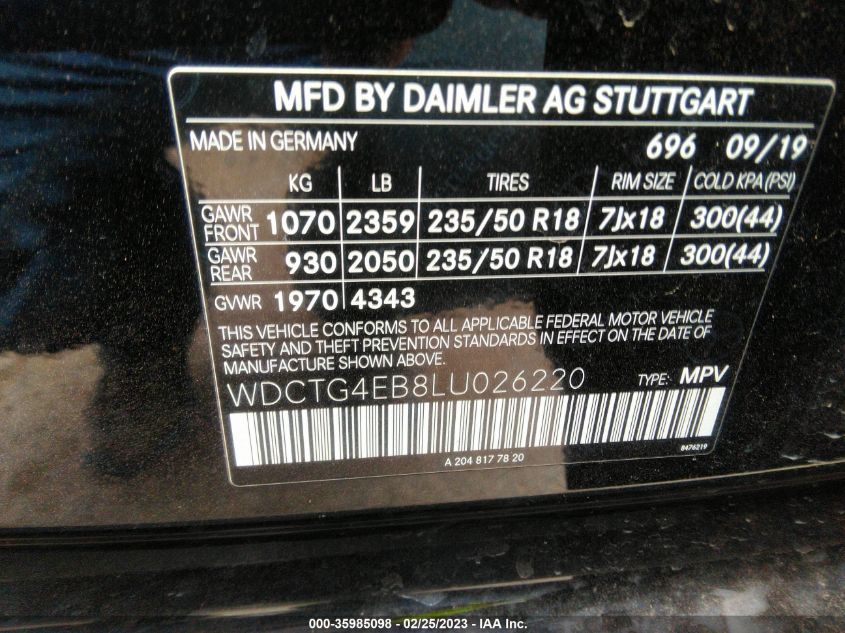 MFD BY DAIMLER AG STUTTGART
MADE IN GERMANY 696 09/19
KG LB TIRES RIM SIZE COLD KPA (PSI)
GAWR FRONT 1070 2359 235/50 R18 7Jx18 300(44)
GAWR REAR 930 2050 235/50 R18 7Jx18 300(44)
GVWR 1970 4343
THIS VEHICLE CONFORMS TO ALL APPLICABLE FEDERAL MOTOR VEHICLE
SAFETY AND THEFT PREVENTION STANDARDS IN EFFECT ON THE DATE OF
MANUFACTURE SHOWN ABOVE.
WDCTG4EB8LU026220 TYPE: MPV
A 204 817 78 20 8476219
000-35985098 - 02/25/2023 - IAA Inc.